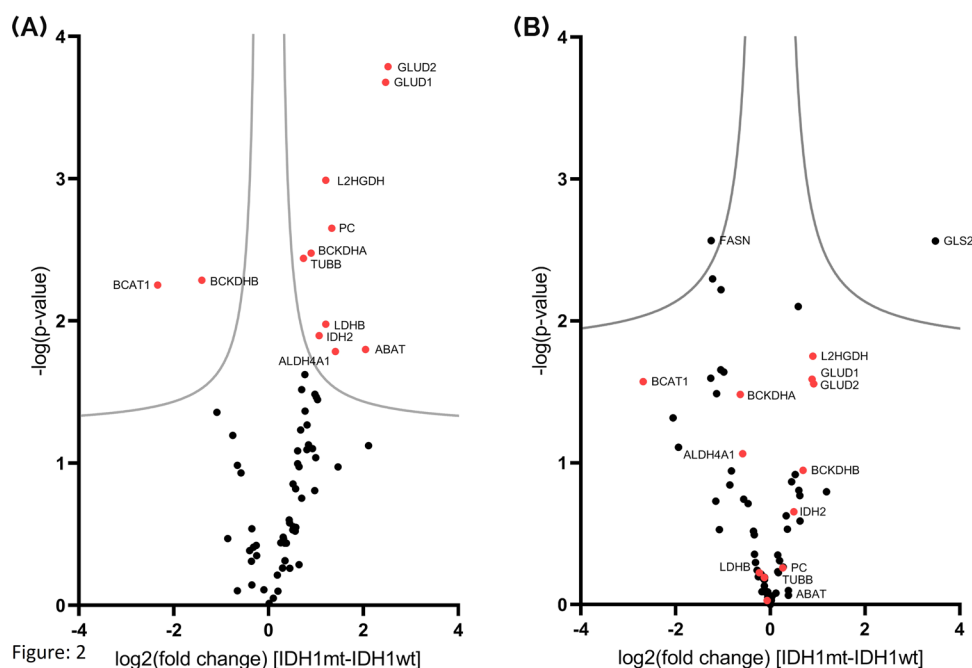 (A)
4
3
2
1
0
-4
-2
0
2
4
-log(p-value)
log2(fold change) [IDH1mt-IDH1wt]
GLUD2
GLUD1
L2HGDH
PC
BCKDHA
TUBB
BCKDHB
BCAT1
LDHB
IDH2
ABAT
ALDH4A1
Figure: 2
(B)
4
3
2
1
0
-4
-2
0
2
4
-log(p-value)
log2(fold change) [IDH1mt-IDH1wt]
FASN
GLS2
L2HGDH
GLUD1
GLUD2
BCAT1
BCKDHA
ALDH4A1
BCKDHB
IDH2
LDHB
PC
TUBB
ABAT